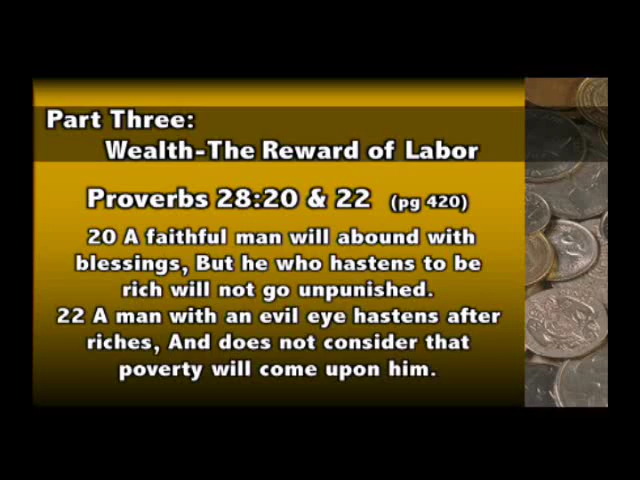 Part Three:
Wealth-The Reward of Labor
Proverbs 28:20 & 22 (pg 420)
20 A faithful man will abound with
blessings, But he who hastens to be
rich will not go unpunished.
22 A man with an evil eye hastens after
riches, And does not consider that
poverty will come upon him.